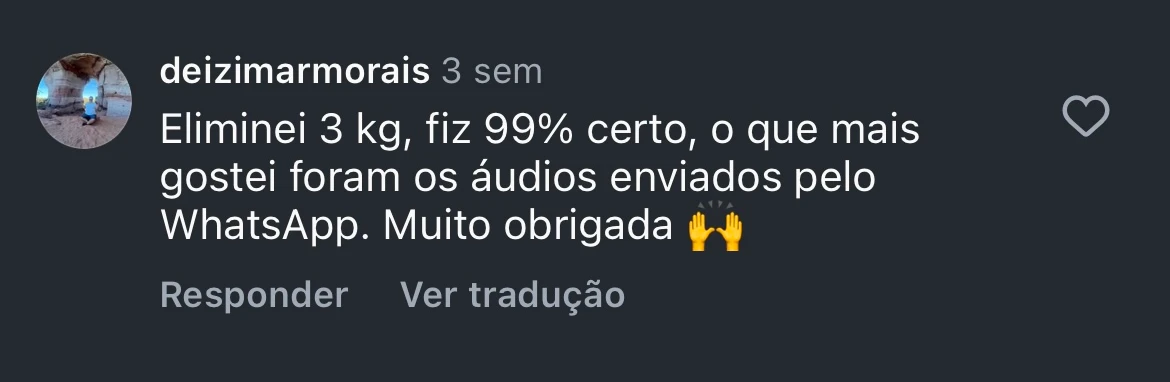 deizimarmorais 3 sem
Eliminei 3 kg, fiz 99% certo, o que mais
gostei foram os áudios enviados pelo
WhatsApp. Muito obrigada 🙌
Responder Ver tradução